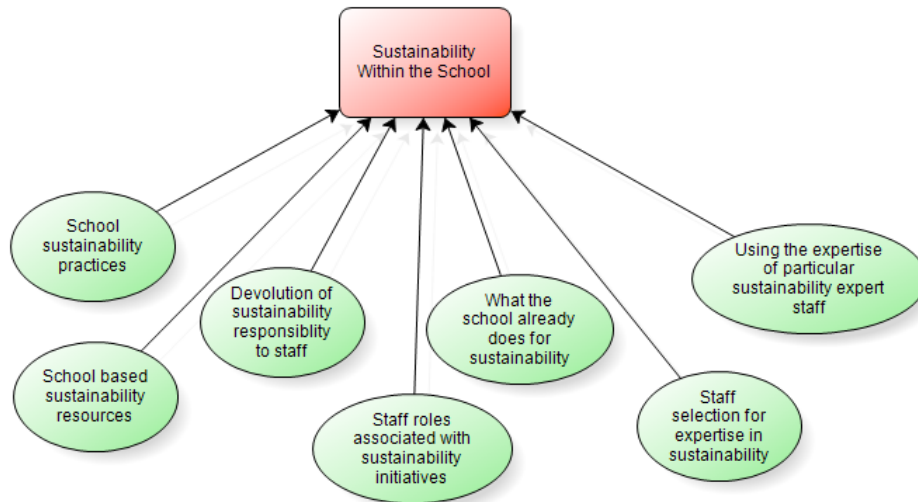 Sustainability
Within the School
School
sustainability
practices
Devolution of
sustainability
responsiblity
to staff
What the
school already
does for
sustainability
Using the expertise
of particular
sustainability expert
staff
School based
sustainability
resources
Staff roles
associated with
sustainability
initiatives
Staff
selection for
expertise in
sustainability